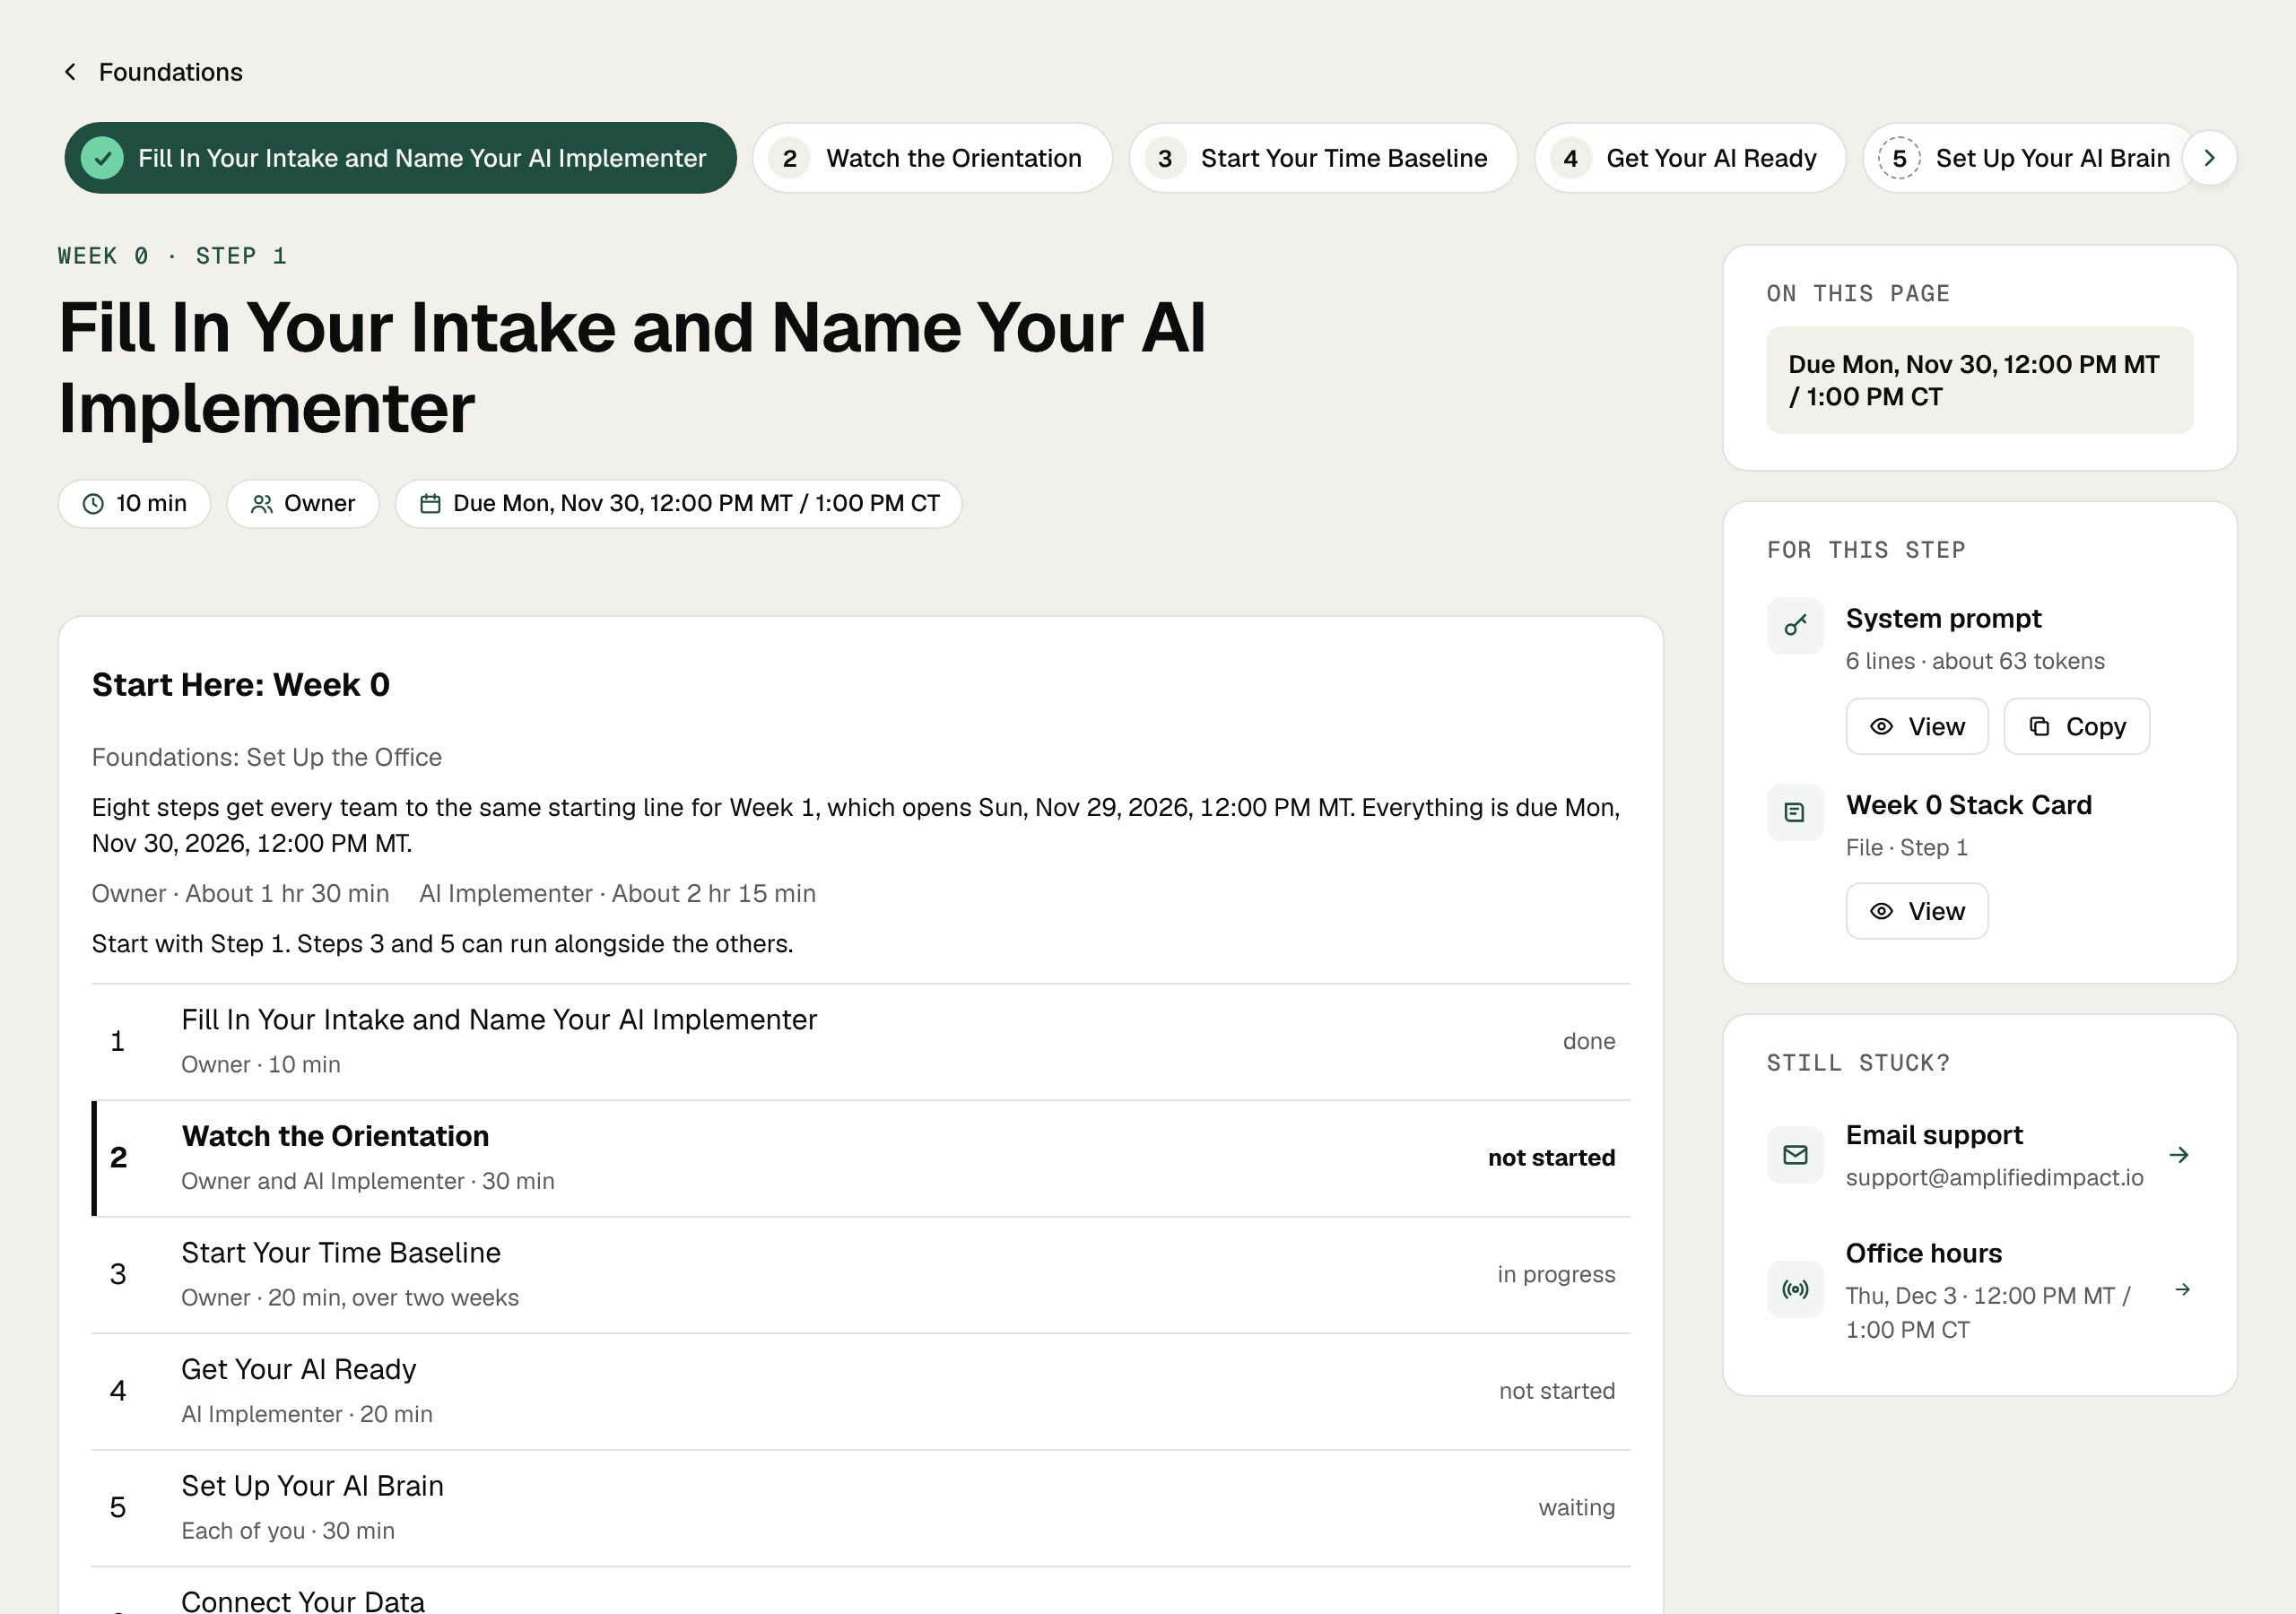 Foundations
Fill In Your Intake and Name Your AI Implementer
2 Watch the Orientation
3 Start Your Time Baseline
4 Get Your AI Ready
5 Set Up Your AI Brain
WEEK 0 · STEP 1
Fill In Your Intake and Name Your AI
Implementer
10 min
Owner
Due Mon, Nov 30, 12:00 PM MT / 1:00 PM CT
Start Here: Week 0
Foundations: Set Up the Office
Eight steps get every team to the same starting line for Week 1, which opens Sun, Nov 29, 2026, 12:00 PM MT. Everything is due Mon,
Nov 30, 2026, 12:00 PM MT.
Owner · About 1 hr 30 min AI Implementer · About 2 hr 15 min
Start with Step 1. Steps 3 and 5 can run alongside the others.
1 Fill In Your Intake and Name Your AI Implementer
Owner · 10 min
done
2 Watch the Orientation
Owner and AI Implementer · 30 min
not started
3 Start Your Time Baseline
Owner · 20 min, over two weeks
in progress
4 Get Your AI Ready
AI Implementer · 20 min
not started
5 Set Up Your AI Brain
Each of you · 30 min
waiting
Connect Your Data
ON THIS PAGE
Due Mon, Nov 30, 12:00 PM MT
/ 1:00 PM CT
FOR THIS STEP
System prompt
6 lines · about 63 tokens
View
Copy
Week 0 Stack Card
File · Step 1
View
STILL STUCK?
Email support
support@amplifiedimpact.io
Office hours
Thu, Dec 3 · 12:00 PM MT /
1:00 PM CT